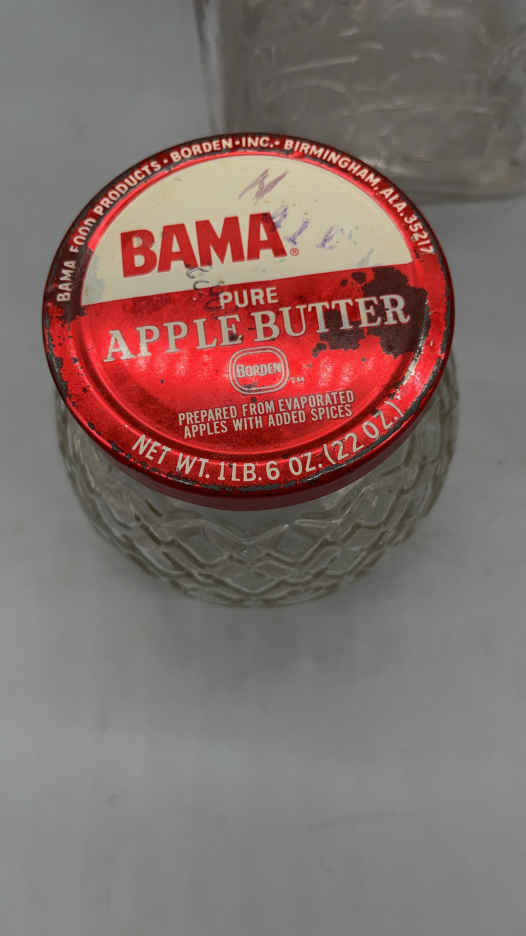 BAMA FOOD PRODUCTS • BORDEN • INC. • BIRMINGHAM, ALA. 35217
BAMA®
PURE
APPLE BUTTER
BORDEN TM
PREPARED FROM EVAPORATED
APPLES WITH ADDED SPICES
NET WT. 1 LB. 6 OZ. (22 OZ.)